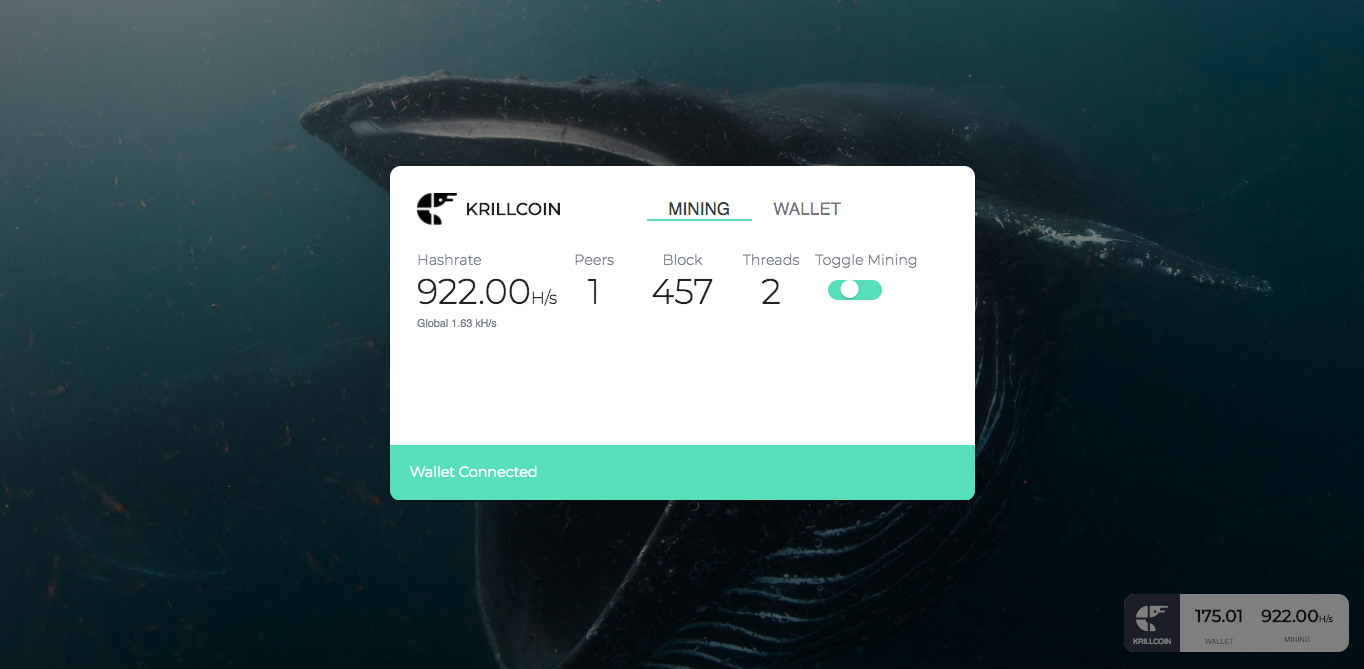 KRILLCOIN MINING WALLET
Hashrate Peers Block Threads Toggle Mining
922.00H/s 1 457 2
Global 1.63 kH/s
Wallet Connected
175.01 922.00H/s
KRILLCOIN WALLET MINING